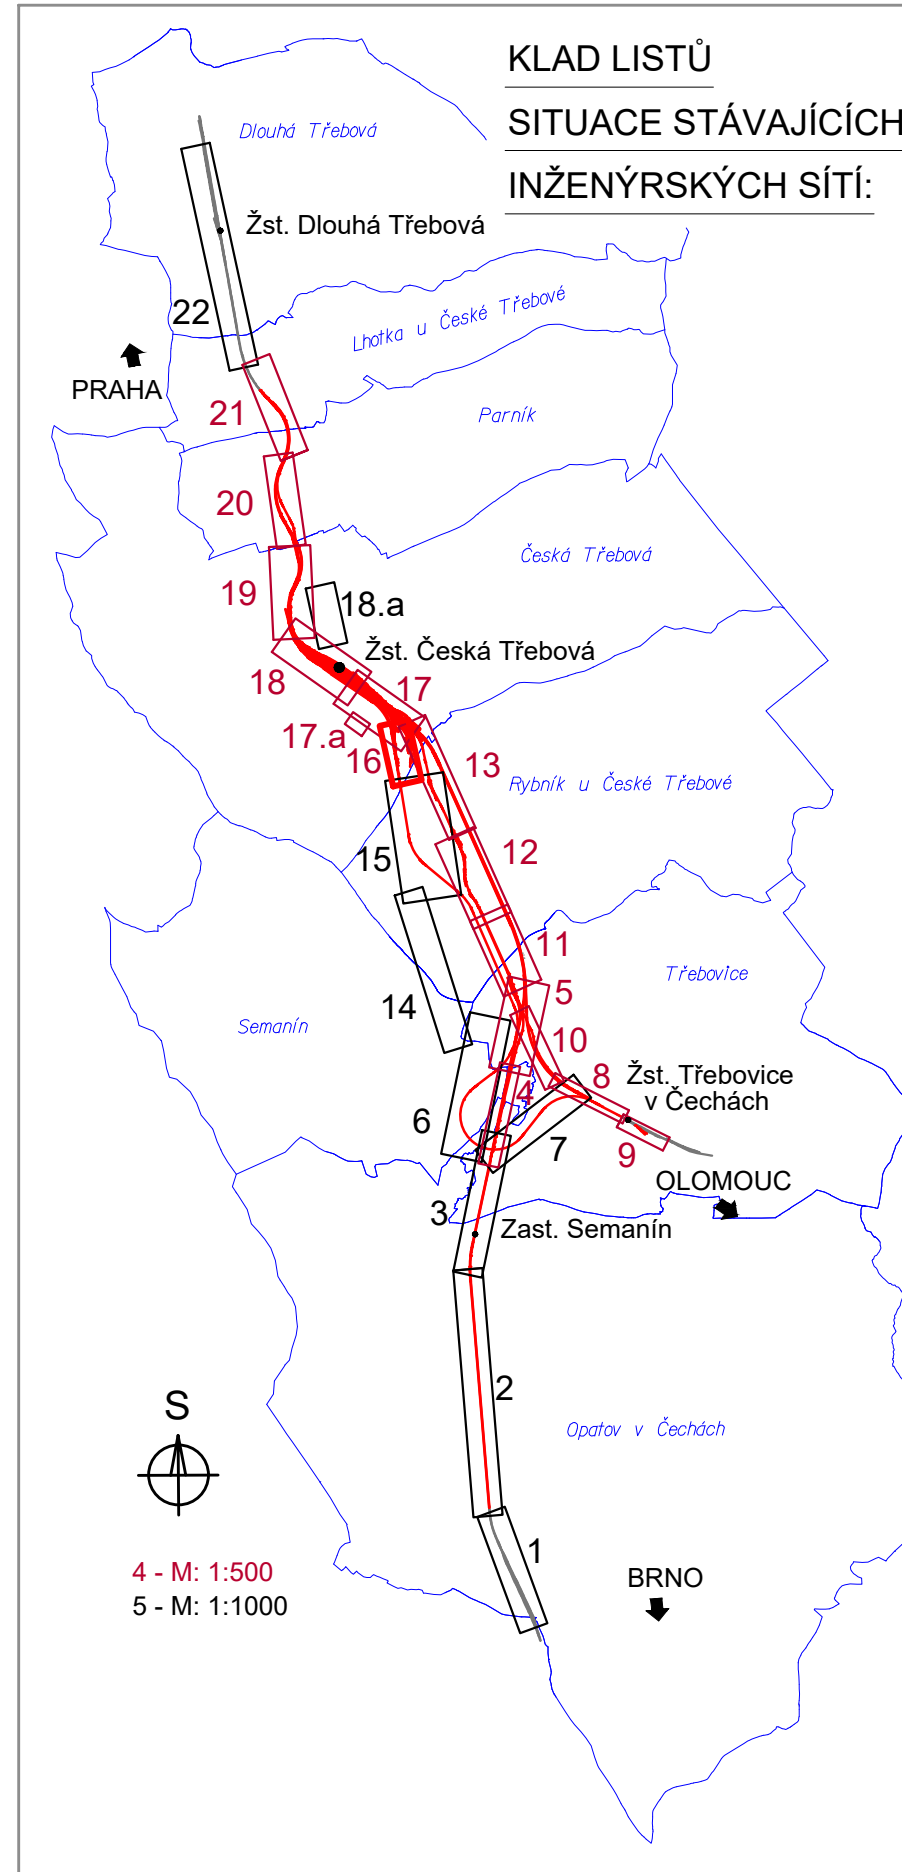 KLAD LISTŮ
SITUACE STÁVAJÍCÍCH
INŽENÝRSKÝCH SÍTÍ:
Dlouhá Třebová
Žst. Dlouhá Třebová
22
Lhotka u České Třebové
PRAHA
21
Parník
20
Česká Třebová
19
18.a
Žst. Česká Třebová
18
17
17.a
16
13
Rybník u České Třebové
12
15
11
Třebovice
5
14
Semanín
10
8
Žst. Třebovice
v Čechách
4
6
7
9
OLOMOUC
3
Zast. Semanín
2
S
Opatov v Čechách
1
4 - M: 1:500
5 - M: 1:1000
BRNO